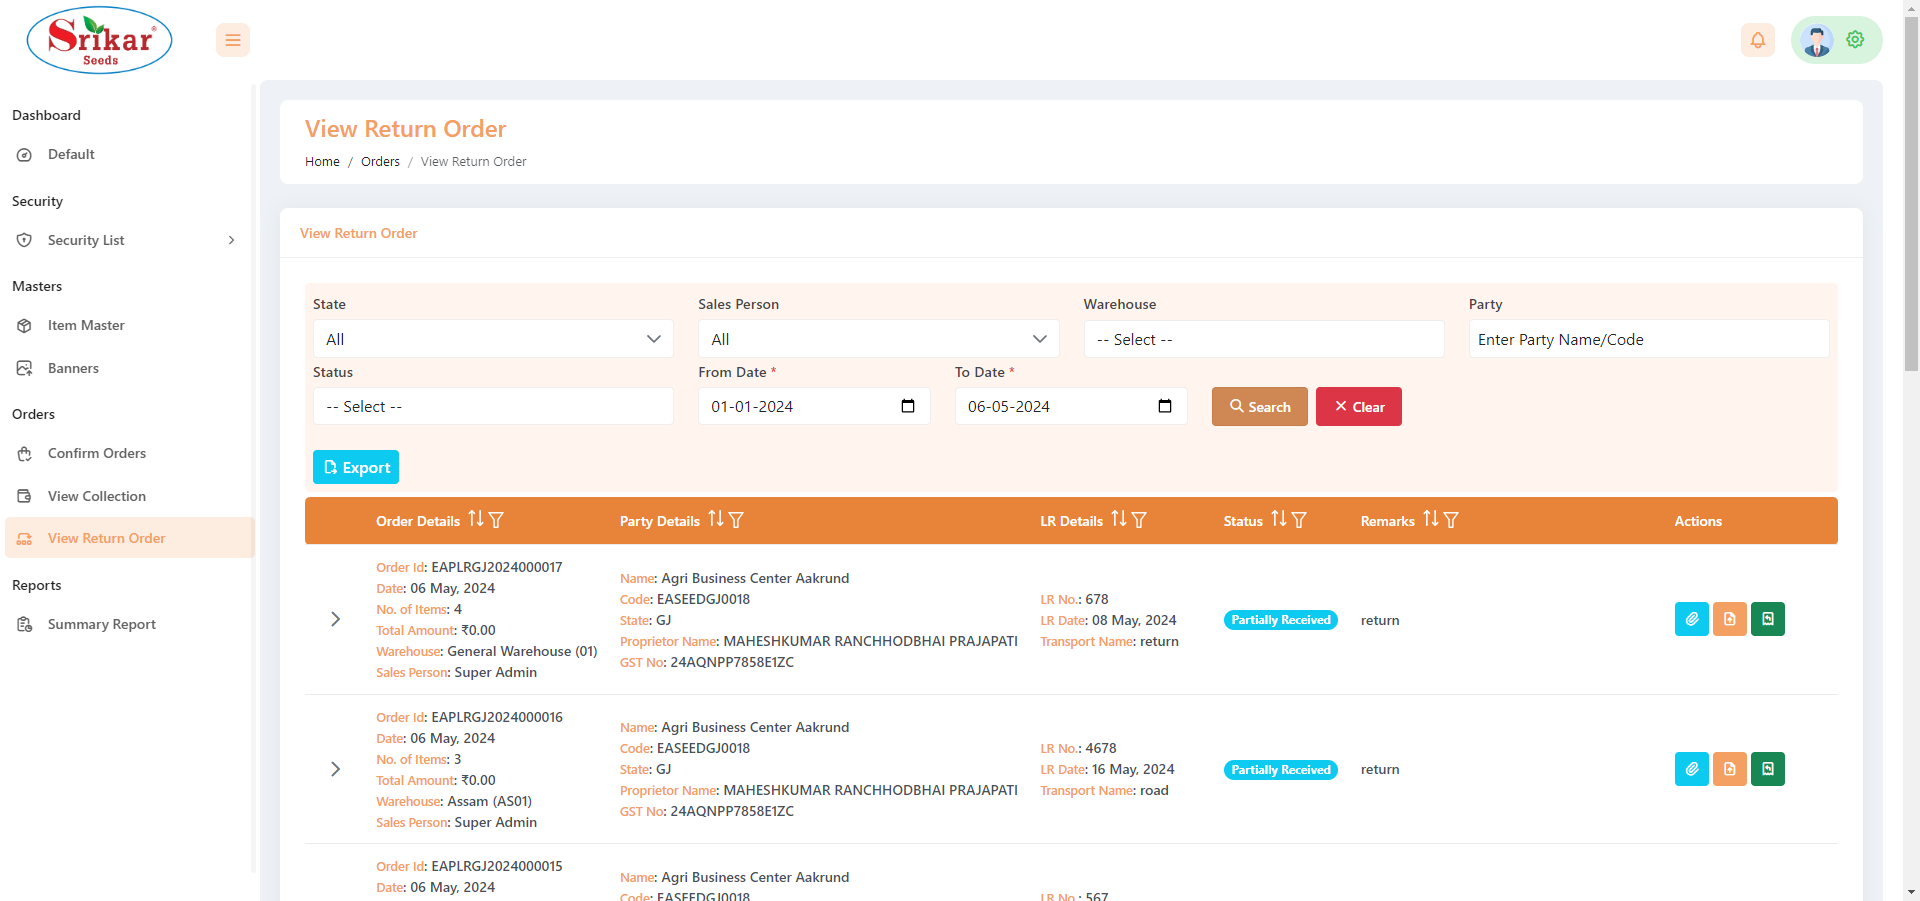 Srikar®
Seeds
Dashboard
Default
Security
Security List
Masters
Item Master
Banners
Orders
Confirm Orders
View Collection
View Return Order
Reports
Summary Report
View Return Order
Home / Orders / View Return Order
View Return Order
State Sales Person Warehouse Party
All All -- Select -- Enter Party Name/Code
Status From Date * To Date *
-- Select -- 01-01-2024 06-05-2024 Search Clear
Export
Order Details Party Details LR Details Status Remarks Actions
Order Id: EAPLRGJ2024000017
Date: 06 May, 2024
No. of Items: 4
Total Amount: ₹0.00
Warehouse: General Warehouse (01)
Sales Person: Super Admin
Name: Agri Business Center Aakrund
Code: EASEEDGJ0018
State: GJ
Proprietor Name: MAHESHKUMAR RANCHHODBHAI PRAJAPATI
GST No: 24AQNPP7858E1ZC
LR No.: 678
LR Date: 08 May, 2024
Transport Name: return
Partially Received
return
Order Id: EAPLRGJ2024000016
Date: 06 May, 2024
No. of Items: 3
Total Amount: ₹0.00
Warehouse: Assam (AS01)
Sales Person: Super Admin
Name: Agri Business Center Aakrund
Code: EASEEDGJ0018
State: GJ
Proprietor Name: MAHESHKUMAR RANCHHODBHAI PRAJAPATI
GST No: 24AQNPP7858E1ZC
LR No.: 4678
LR Date: 16 May, 2024
Transport Name: road
Partially Received
return
Order Id: EAPLRGJ2024000015
Date: 06 May, 2024
Name: Agri Business Center Aakrund
Code: EASEEDGJ0018
LR No.: 567